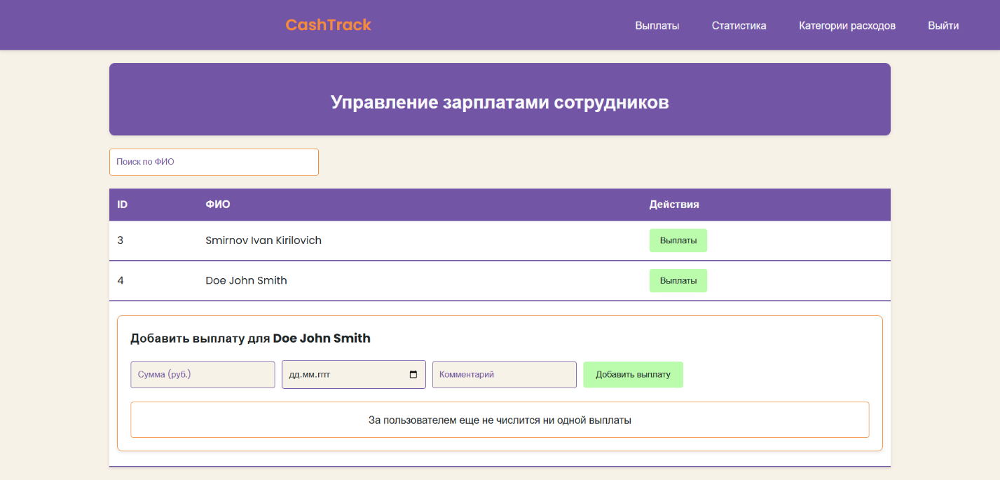 CashTrack
Выплаты Статистика Категории расходов Выйти
Управление зарплатами сотрудников
Поиск по ФИО
ID ФИО Действия
3 Smirnov Ivan Kirilovich Выплаты
4 Doe John Smith Выплаты
Добавить выплату для Doe John Smith
Сумма (руб.) дд.мм.гггг Комментарий Добавить выплату
За пользователем еще не числится ни одной выплаты